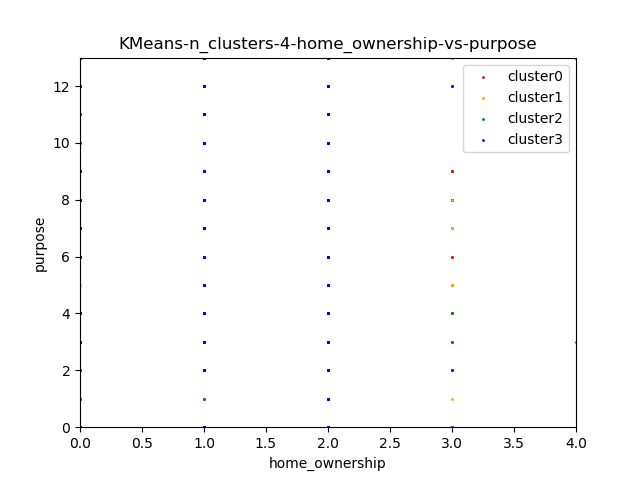 KMeans-n_clusters-4-home_ownership-vs-purpose
cluster0
cluster1
cluster2
cluster3
12
10
8
6
4
2
0
purpose
0.0 0.5 1.0 1.5 2.0 2.5 3.0 3.5 4.0
home_ownership